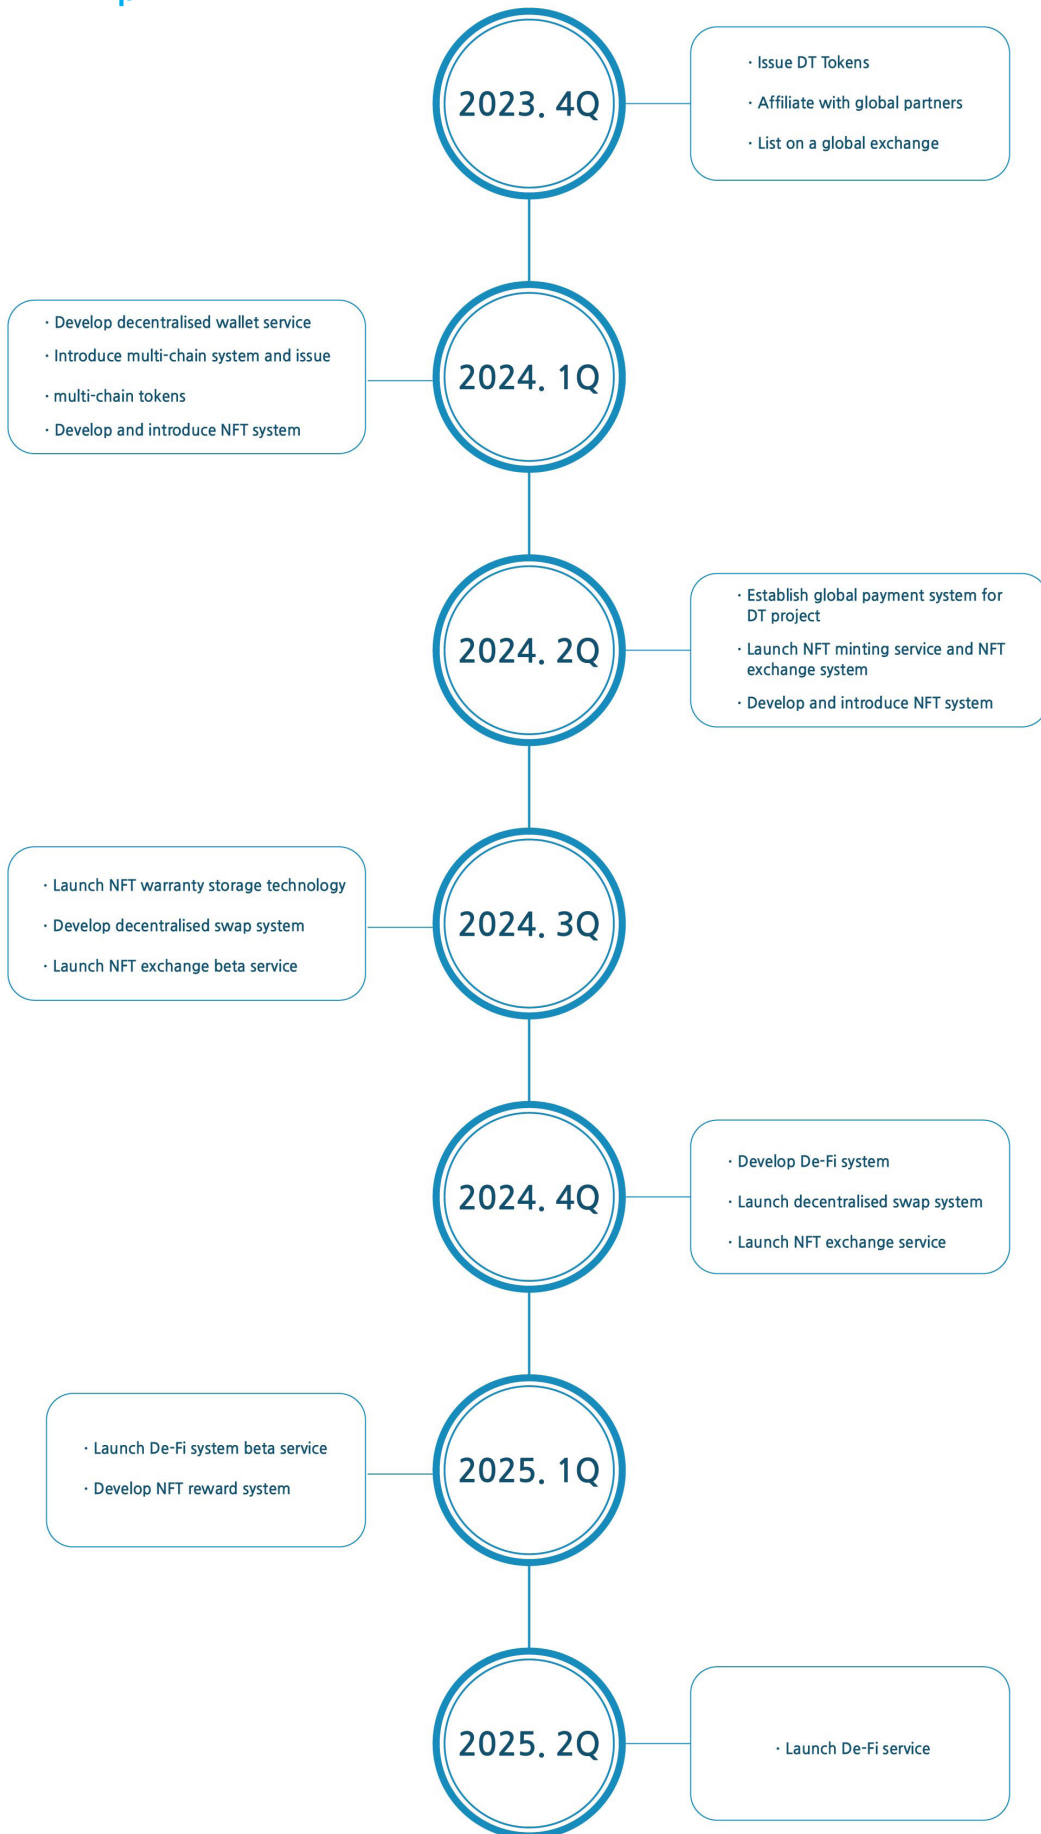 2023. 4Q
· Issue DT Tokens
· Affiliate with global partners
· List on a global exchange
2024. 1Q
· Develop decentralised wallet service
· Introduce multi-chain system and issue
· multi-chain tokens
· Develop and introduce NFT system
2024. 2Q
· Establish global payment system for
DT project
· Launch NFT minting service and NFT
exchange system
· Develop and introduce NFT system
2024. 3Q
· Launch NFT warranty storage technology
· Develop decentralised swap system
· Launch NFT exchange beta service
2024. 4Q
· Develop De-Fi system
· Launch decentralised swap system
· Launch NFT exchange service
2025. 1Q
· Launch De-Fi system beta service
· Develop NFT reward system
2025. 2Q
· Launch De-Fi service